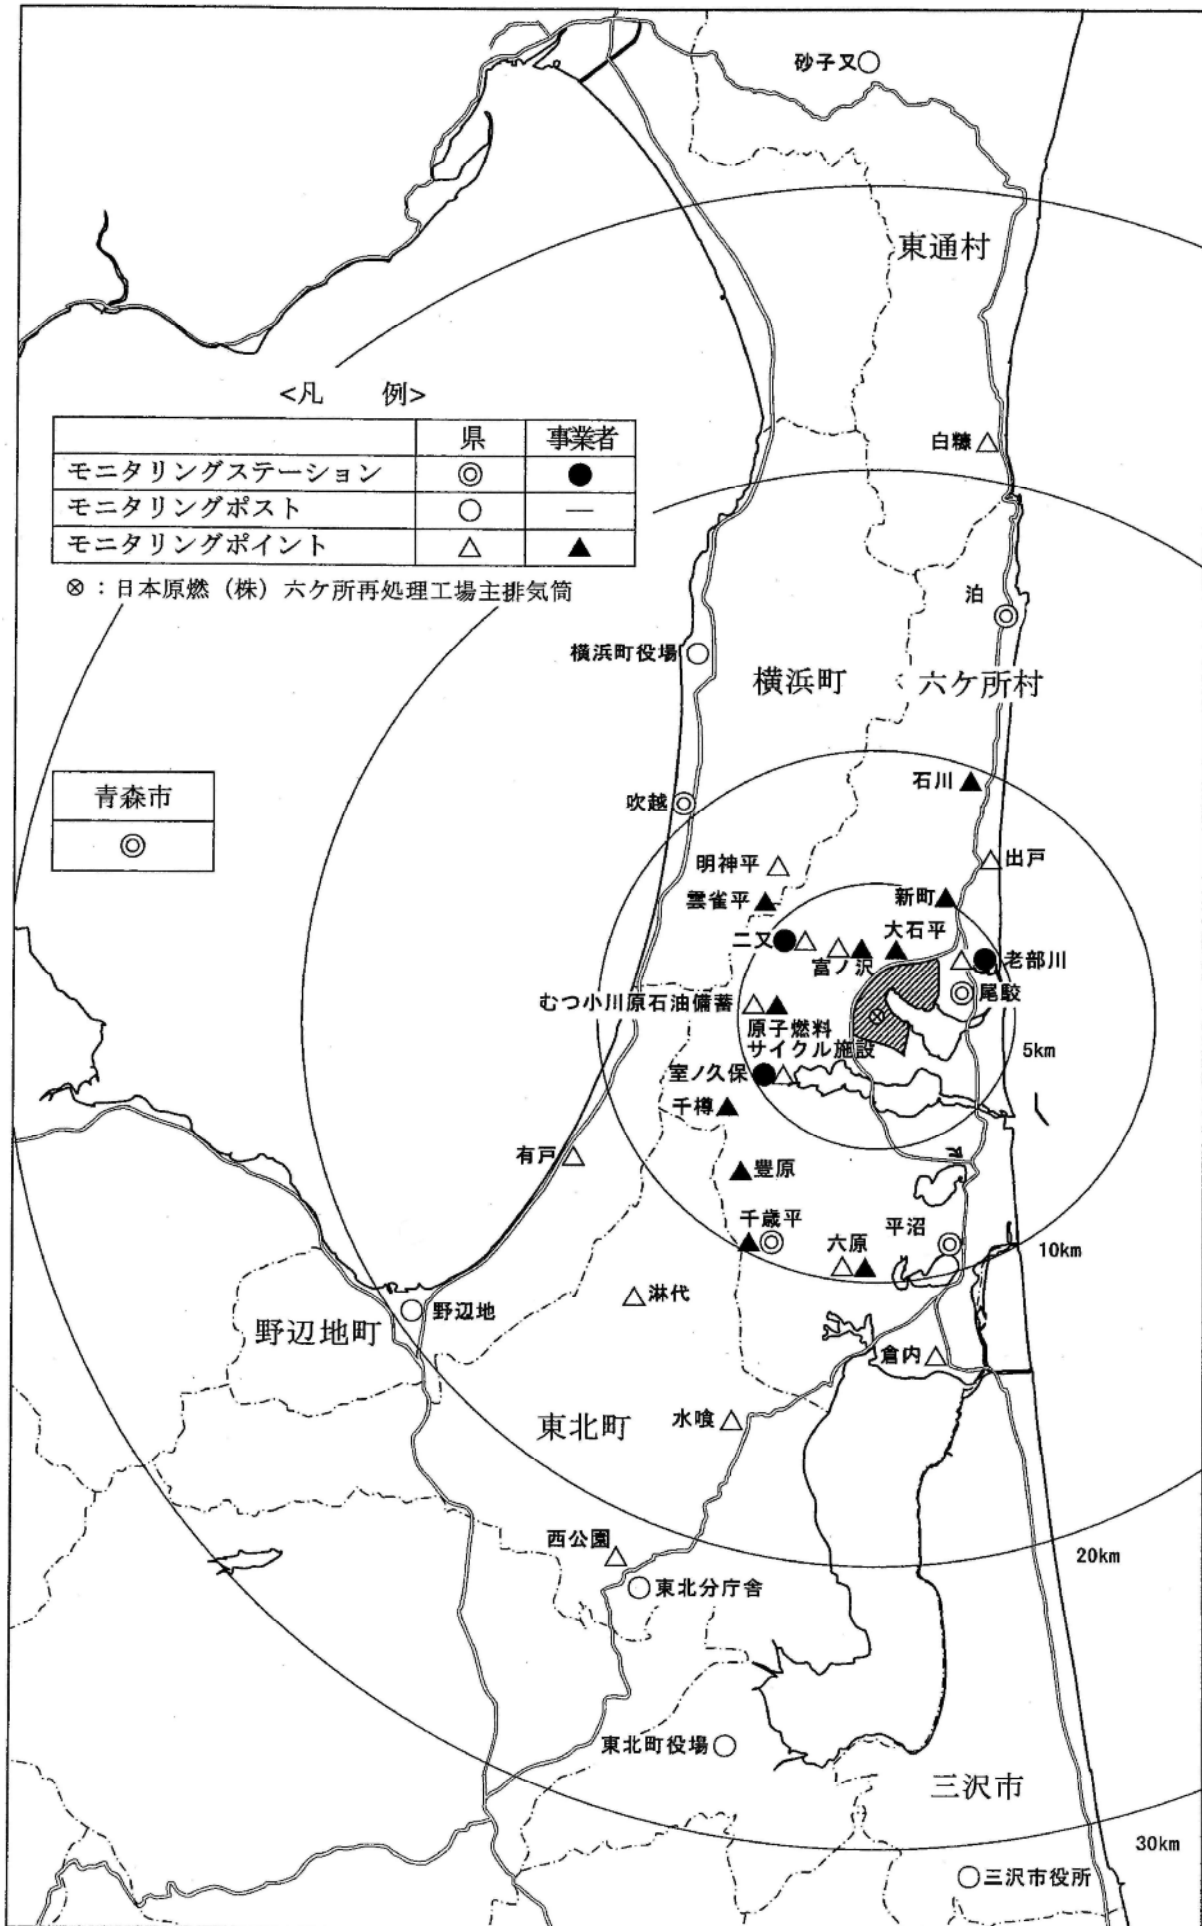 砂子又
東通村
<凡　例>
県 事業者
モニタリングステーション ◎ ●
モニタリングポスト ○ —
モニタリングポイント △ ▲
⊗：日本原燃（株）六ケ所再処理工場主排気筒
白糠
泊
横浜町役場
横浜町
六ケ所村
青森市
◎
石川
吹越
明神平
出戸
雲雀平
新町
二又
大石平
富ノ沢
老部川
尾駮
むつ小川原石油備蓄
原子燃料
サイクル施設
5km
室ノ久保
千樽
有戸
豊原
千歳平
平沼
六原
10km
淋代
野辺地
野辺地町
倉内
東北町
水喰
西公園
20km
東北分庁舎
東北町役場
三沢市
30km
三沢市役所